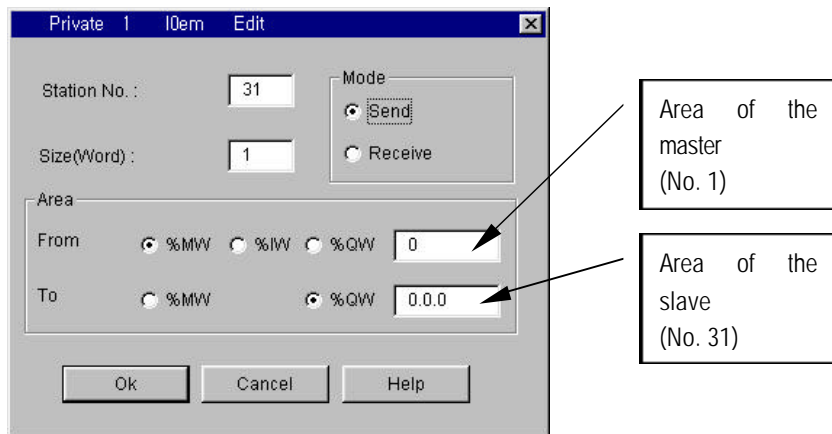 Private 1 I0em Edit
Station No. : 31
Size(Word) : 1
Mode
Send
Receive
Area
From %MW %IW %QW 0
To %MW %QW 0.0.0
Ok Cancel Help
Area of the
master
(No. 1)
Area of the
slave
(No. 31)